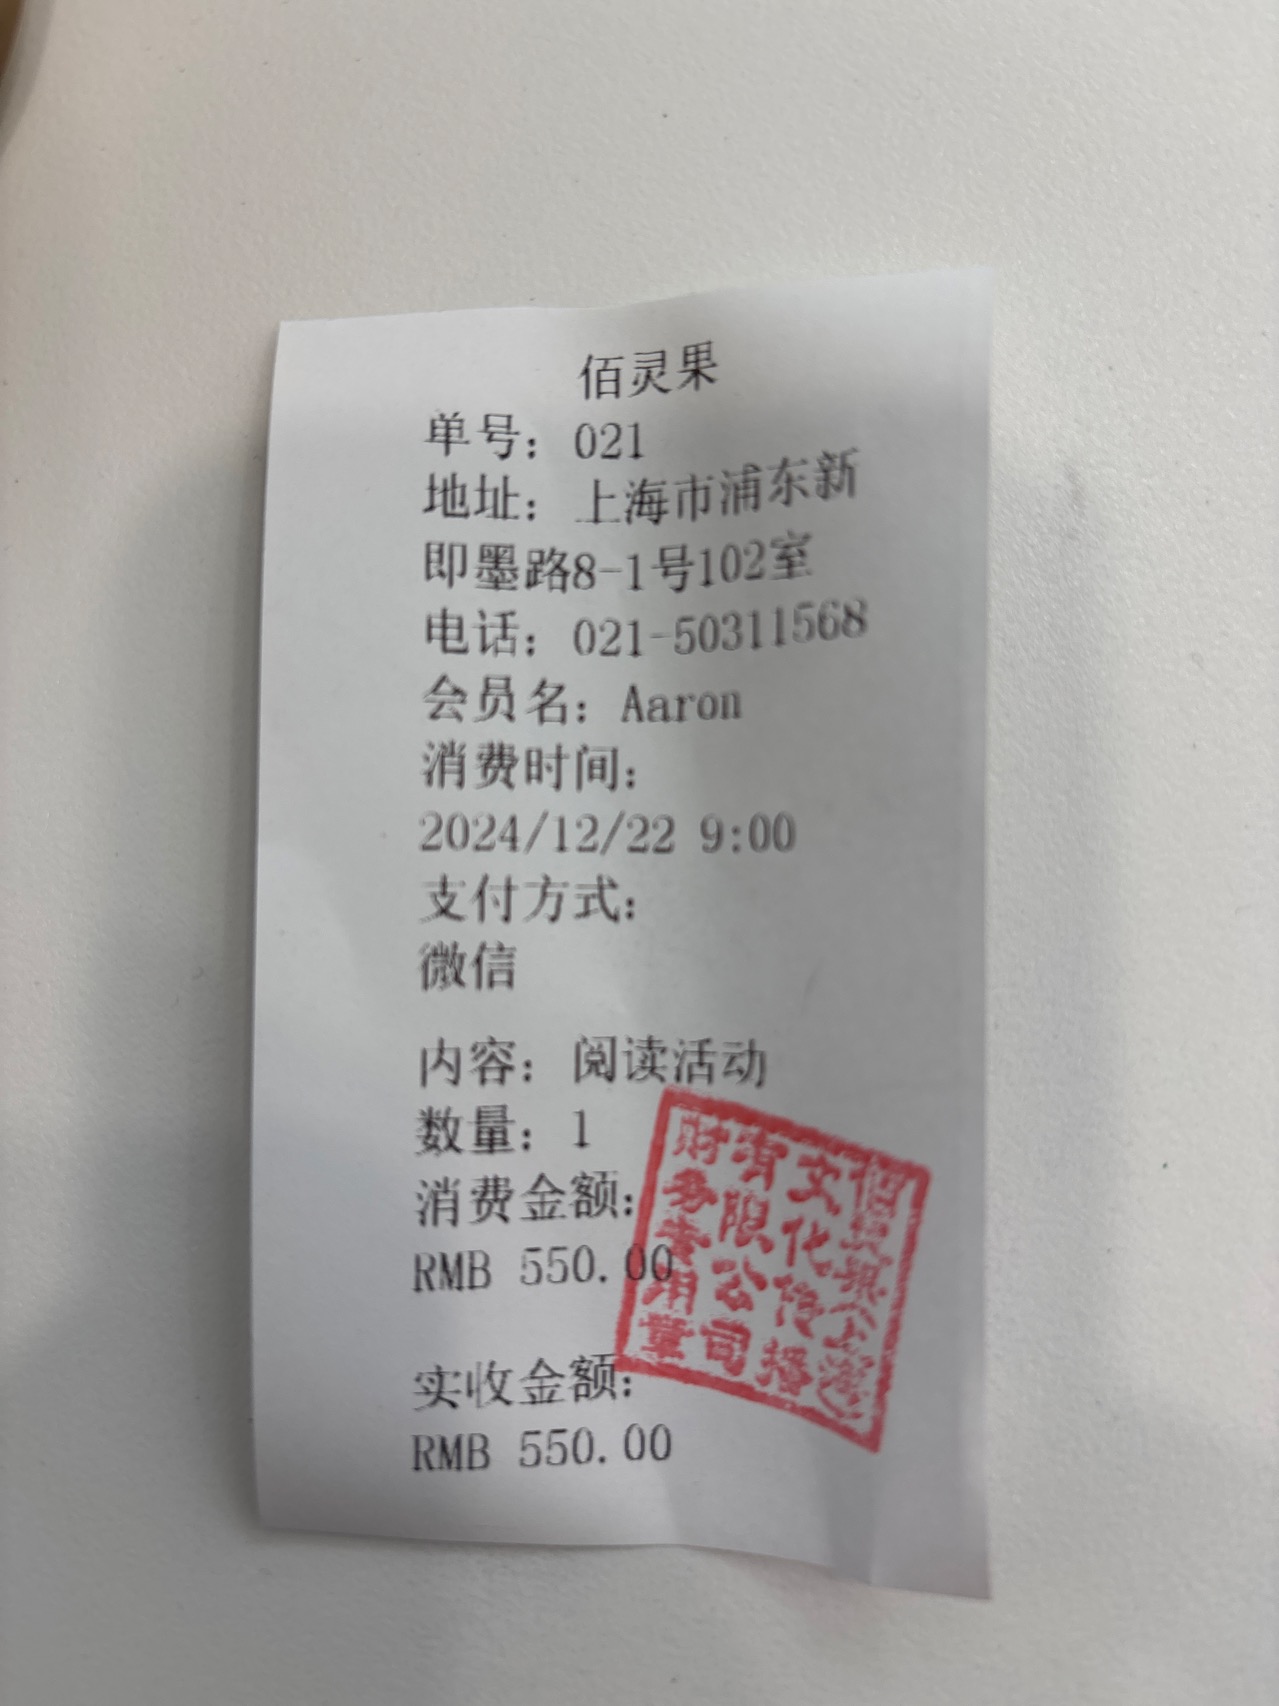 佰灵果
单号：021
地址：上海市浦东新
即墨路8-1号102室
电话：021-50311568
会员名：Aaron
消费时间：
2024/12/22 9:00
支付方式：
微信
内容：阅读活动
数量：1
消费金额：
RMB 550.00
实收金额：
RMB 550.00
文化传播
有限公司
财务专用章